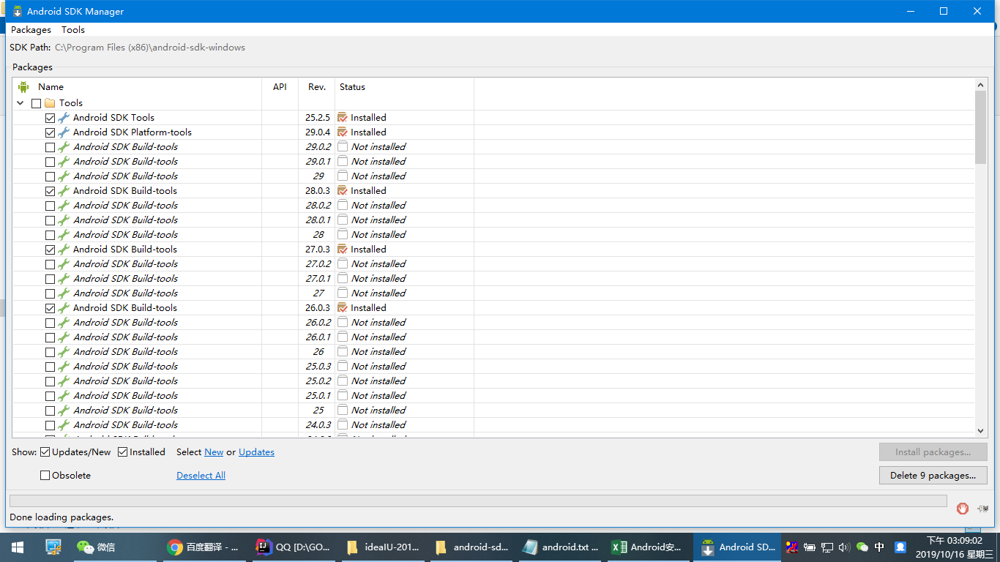 Android SDK Manager
Packages Tools
SDK Path: C:\Program Files (x86)\android-sdk-windows
Packages
Name API Rev. Status
Tools
Android SDK Tools 25.2.5 Installed
Android SDK Platform-tools 29.0.4 Installed
Android SDK Build-tools 29.0.2 Not installed
Android SDK Build-tools 29.0.1 Not installed
Android SDK Build-tools 29 Not installed
Android SDK Build-tools 28.0.3 Installed
Android SDK Build-tools 28.0.2 Not installed
Android SDK Build-tools 28.0.1 Not installed
Android SDK Build-tools 28 Not installed
Android SDK Build-tools 27.0.3 Installed
Android SDK Build-tools 27.0.2 Not installed
Android SDK Build-tools 27.0.1 Not installed
Android SDK Build-tools 27 Not installed
Android SDK Build-tools 26.0.3 Installed
Android SDK Build-tools 26.0.2 Not installed
Android SDK Build-tools 26.0.1 Not installed
Android SDK Build-tools 26 Not installed
Android SDK Build-tools 25.0.3 Not installed
Android SDK Build-tools 25.0.2 Not installed
Android SDK Build-tools 25.0.1 Not installed
Android SDK Build-tools 25 Not installed
Android SDK Build-tools 24.0.3 Not installed
Show: Updates/New Installed Select New or Updates Install packages...
Obsolete Deselect All Delete 9 packages...
Done loading packages.
微信 百度翻译 - ... QQ [D:\GO... ideaIU-201... android-sd... android.txt ... Android安... Android SD... 中 下午 03:09:02
2019/10/16 星期三